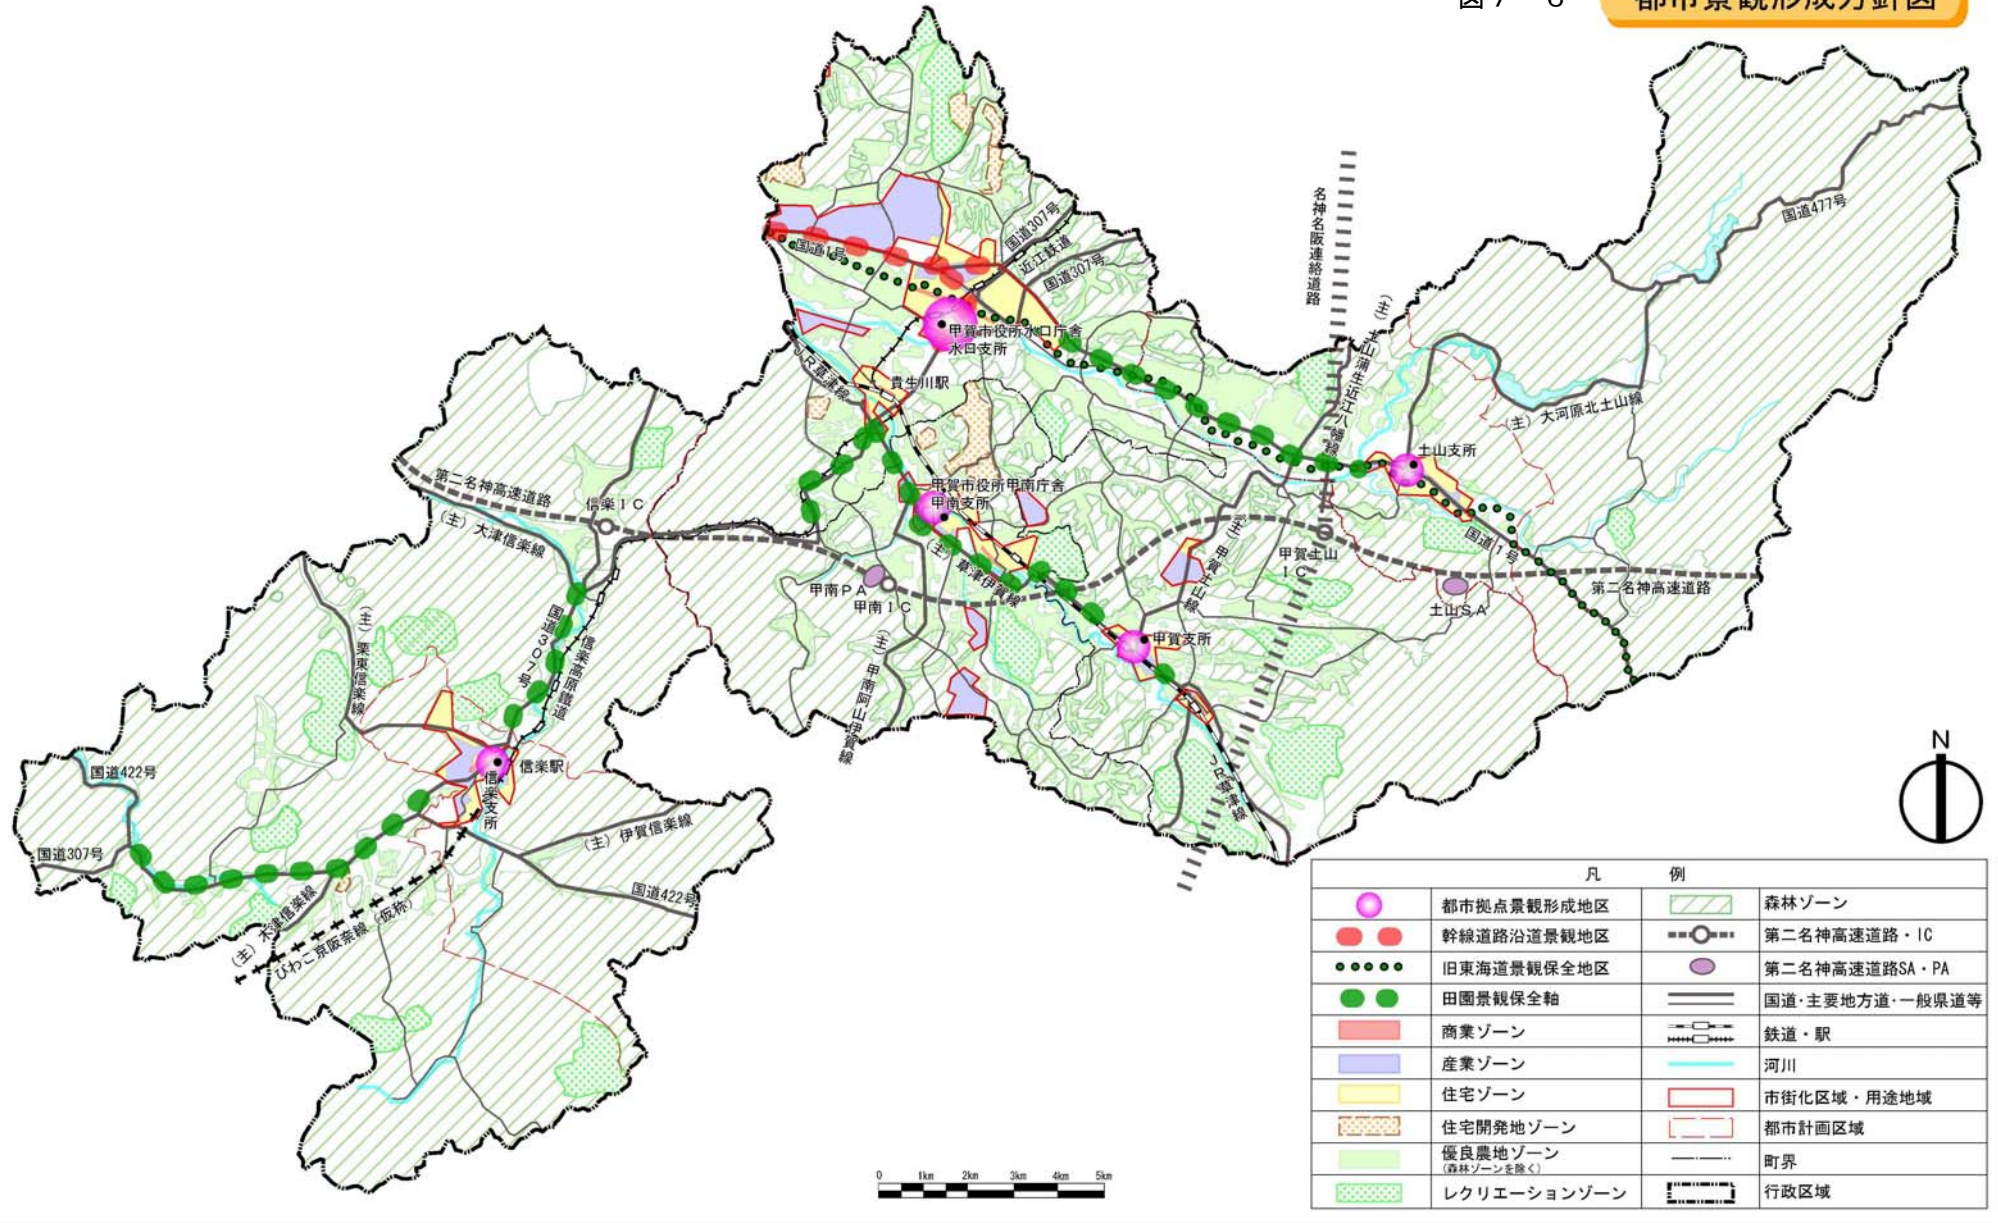 図7 6
都市景観形成方針図
国道477号
名神名阪連絡道路
国道307号
近江鉄道
国道307号
国道1号
(主)土山蒲生近江八幡線
甲賀市役所水口庁舎
水口支所
JR草津線
貴生川駅
(主)大河原北土山線
土山支所
第二名神高速道路
信楽IC
(主)大津信楽線
甲賀市役所甲南庁舎
甲南支所
(主)草津伊賀線
(主)甲賀土山線
甲賀土山
IC
国道1号
第二名神高速道路
土山SA
甲南PA
甲南IC
(主)甲南阿山伊賀線
甲賀支所
国道307号
信楽高原鐵道
(主)栗東信楽線
信楽駅
信楽支所
JR草津線
国道422号
国道307号
(主)伊賀信楽線
国道422号
(主)木津信楽線
びわこ京阪奈線(仮称)
N
0 1km 2km 3km 4km 5km
凡 例
都市拠点景観形成地区 森林ゾーン
幹線道路沿道景観地区 第二名神高速道路・IC
旧東海道景観保全地区 第二名神高速道路SA・PA
田園景観保全軸 国道・主要地方道・一般県道等
商業ゾーン 鉄道・駅
産業ゾーン 河川
住宅ゾーン 市街化区域・用途地域
住宅開発地ゾーン 都市計画区域
優良農地ゾーン 町界
(森林ゾーンを除く)
レクリエーションゾーン 行政区域